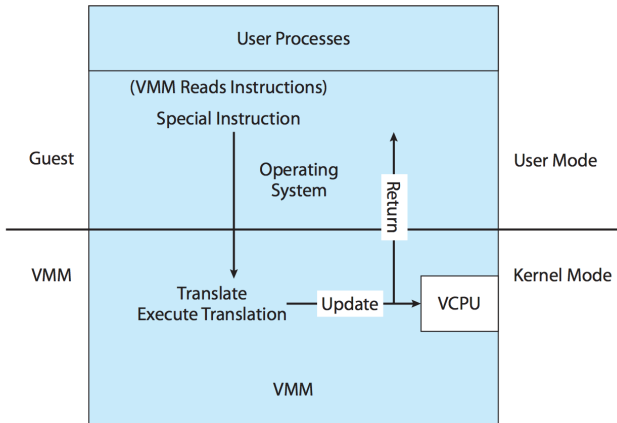 User Processes
(VMM Reads Instructions)
Special Instruction
Guest
Operating
System
Return
User Mode
VMM
Kernel Mode
Translate
Execute Translation
Update
VCPU
VMM